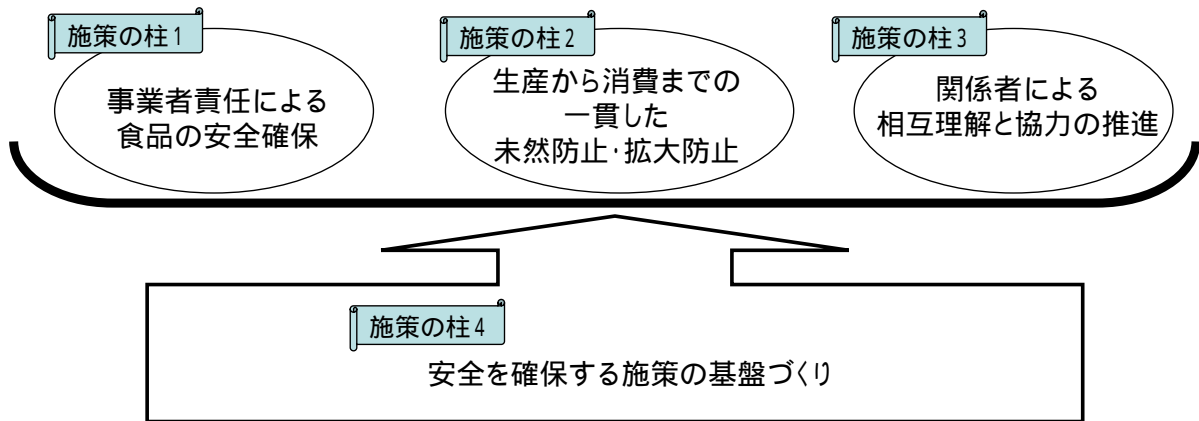 施策の柱1
事業者責任による
食品の安全確保
施策の柱2
生産から消費までの
一貫した
未然防止・拡大防止
施策の柱3
関係者による
相互理解と協力の推進
施策の柱4
安全を確保する施策の基盤づくり